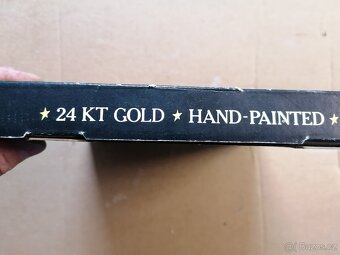 ★ 24 KT GOLD ★ HAND-PAINTED ★